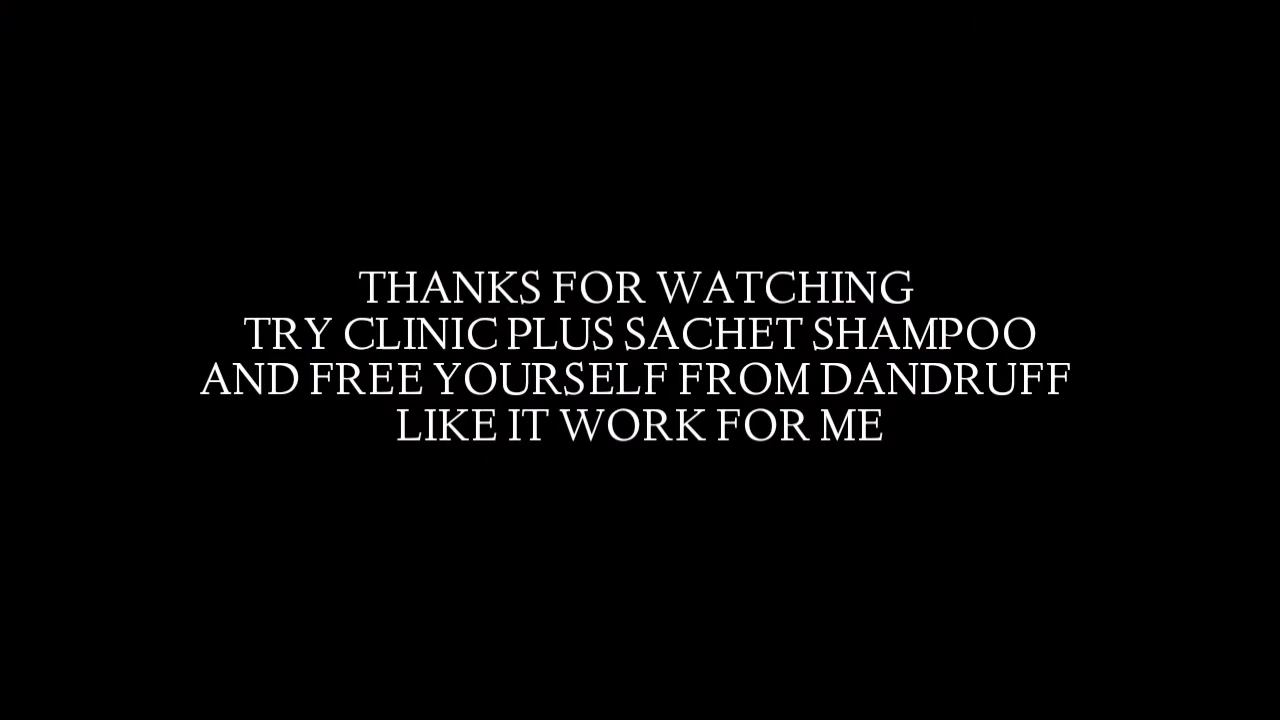 THANKS FOR WATCHING
TRY CLINIC PLUS SACHET SHAMPOO
AND FREE YOURSELF FROM DANDRUFF
LIKE IT WORK FOR ME